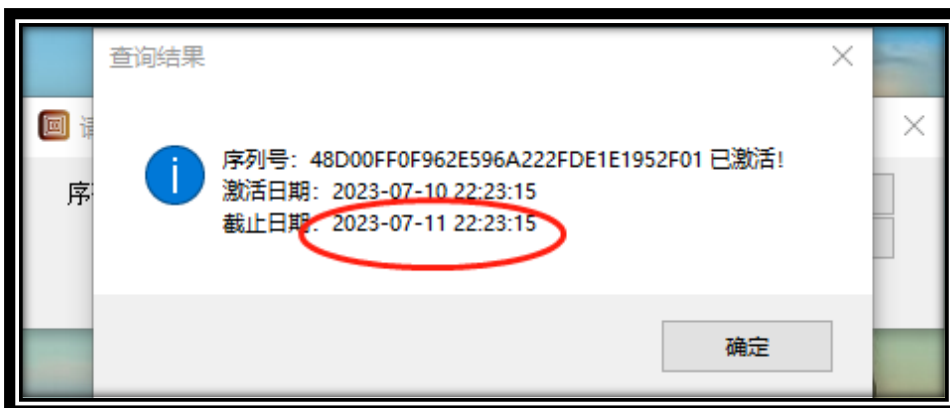 查询结果
序列号：48D00FF0F962E596A222FDE1E1952F01 已激活！
激活日期：2023-07-10 22:23:15
截止日期：2023-07-11 22:23:15
序
确定